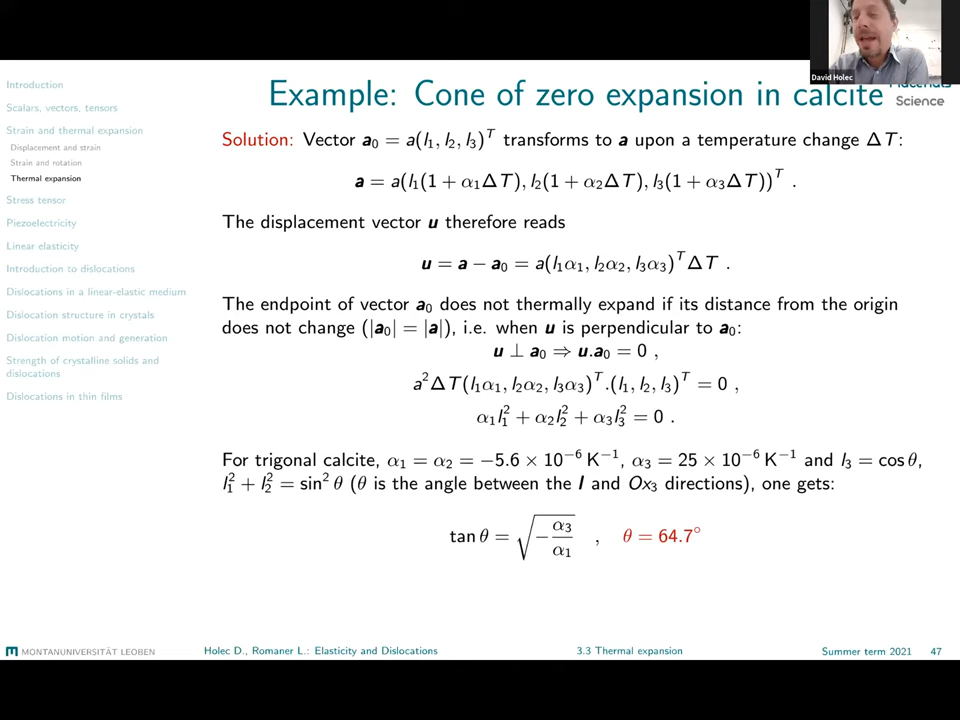 David Holec
Materials
Science
Introduction
Scalars, vectors, tensors
Strain and thermal expansion
Displacement and strain
Strain and rotation
Thermal expansion
Stress tensor
Piezoelectricity
Linear elasticity
Introduction to dislocations
Dislocations in a linear-elastic medium
Dislocation structure in crystals
Dislocation motion and generation
Strength of crystalline solids and
dislocations
Dislocations in thin films
Example: Cone of zero expansion in calcite
Solution: Vector a₀ = a(l₁, l₂, l₃)ᵀ transforms to a upon a temperature change ΔT:
a = a(l₁(1 + α₁ΔT), l₂(1 + α₂ΔT), l₃(1 + α₃ΔT))ᵀ .
The displacement vector u therefore reads
u = a − a₀ = a(l₁α₁, l₂α₂, l₃α₃)ᵀΔT .
The endpoint of vector a₀ does not thermally expand if its distance from the origin
does not change (|a₀| = |a|), i.e. when u is perpendicular to a₀:
u ⊥ a₀ ⇒ u.a₀ = 0 ,
a²ΔT(l₁α₁, l₂α₂, l₃α₃)ᵀ.(l₁, l₂, l₃)ᵀ = 0 ,
α₁l₁² + α₂l₂² + α₃l₃² = 0 .
For trigonal calcite, α₁ = α₂ = −5.6 × 10⁻⁶ K⁻¹, α₃ = 25 × 10⁻⁶ K⁻¹ and l₃ = cos θ,
l₁² + l₂² = sin² θ (θ is the angle between the l and Ox₃ directions), one gets:
tan θ = √(−α₃/α₁) , θ = 64.7°
MONTANUNIVERSITÄT LEOBEN
Holec D., Romaner L.: Elasticity and Dislocations
3.3 Thermal expansion
Summer term 2021 47